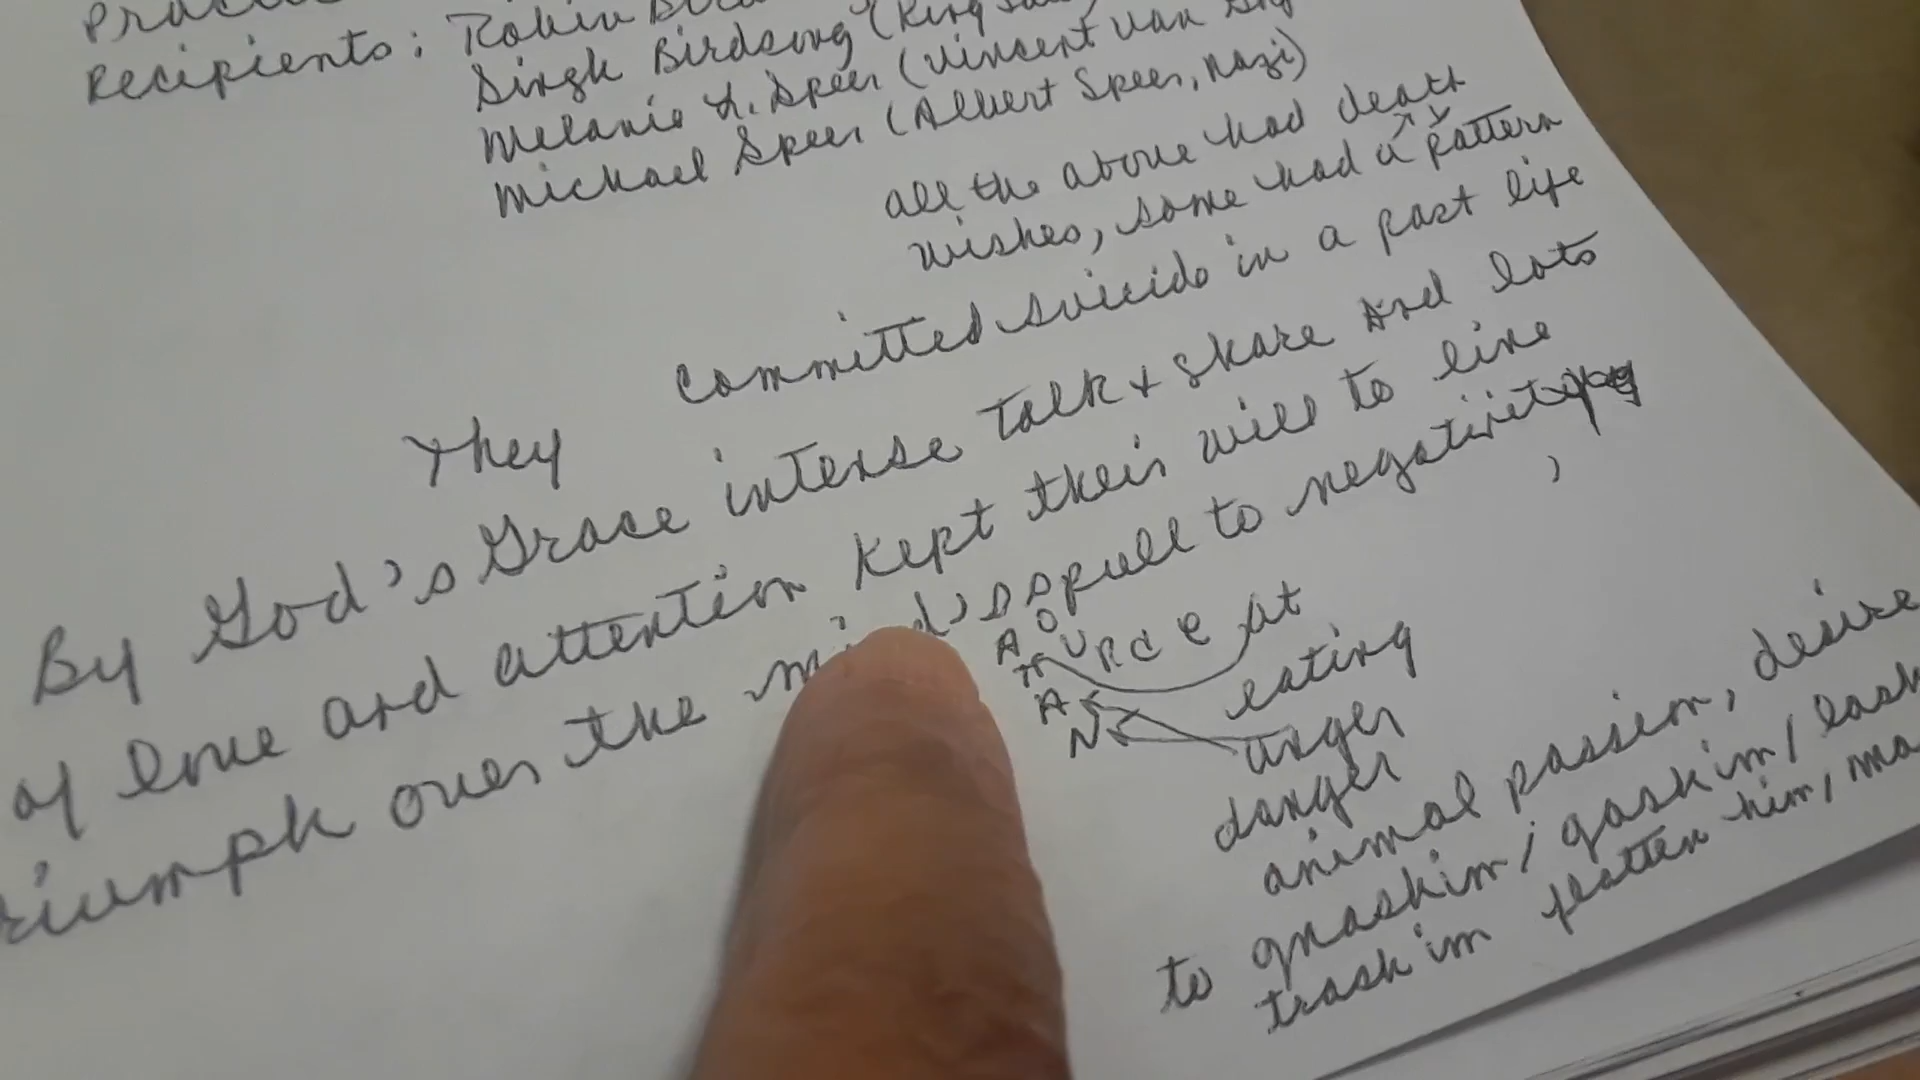 Recipients: Robin
Singh Birdsong (King
Melanie L. Speer (Vincent Van
Michael Speer (Albert Speer, Nazi)
all the above had death
wishes, some had a pattern
committed suicide in a past life
They
By God's Grace intense talk + share and lots
of love and attention kept their will to live
over the mind's pull to negativity
,
SOURCE at
SATAN
eating
anger
danger
animal passion, desire
to gnash im / gash im / lash
trash im flatten him,